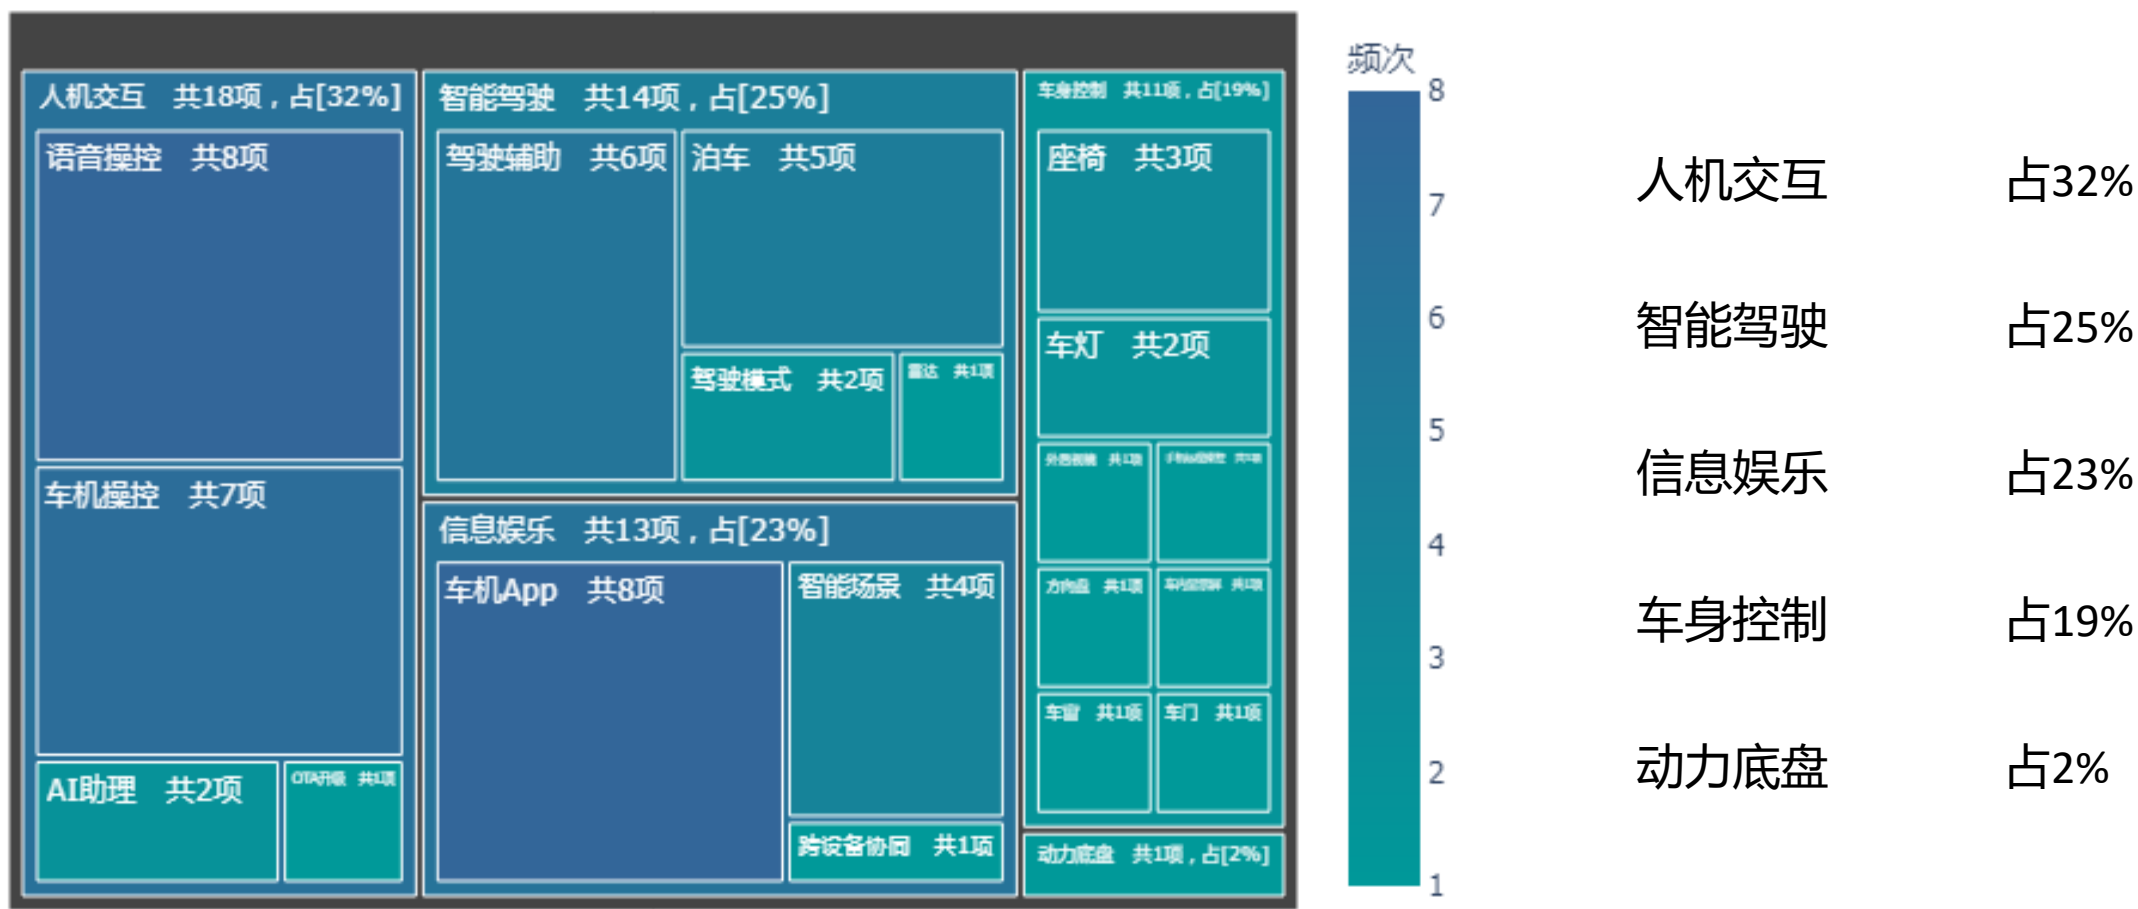 人机交互 共18项，占[32%]
语音操控 共8项
车机操控 共7项
AI助理 共2项
OTA升级 共1项
智能驾驶 共14项，占[25%]
驾驶辅助 共6项
泊车 共5项
驾驶模式 共2项
雷达 共1项
信息娱乐 共13项，占[23%]
车机App 共8项
智能场景 共4项
跨设备协同 共1项
车身控制 共11项，占[19%]
座椅 共3项
车灯 共2项
共1项
共1项
方向盘 共1项
共1项
车窗 共1项
车门 共1项
动力底盘 共1项，占[2%]
频次
8
7
6
5
4
3
2
1
人机交互 占32%
智能驾驶 占25%
信息娱乐 占23%
车身控制 占19%
动力底盘 占2%